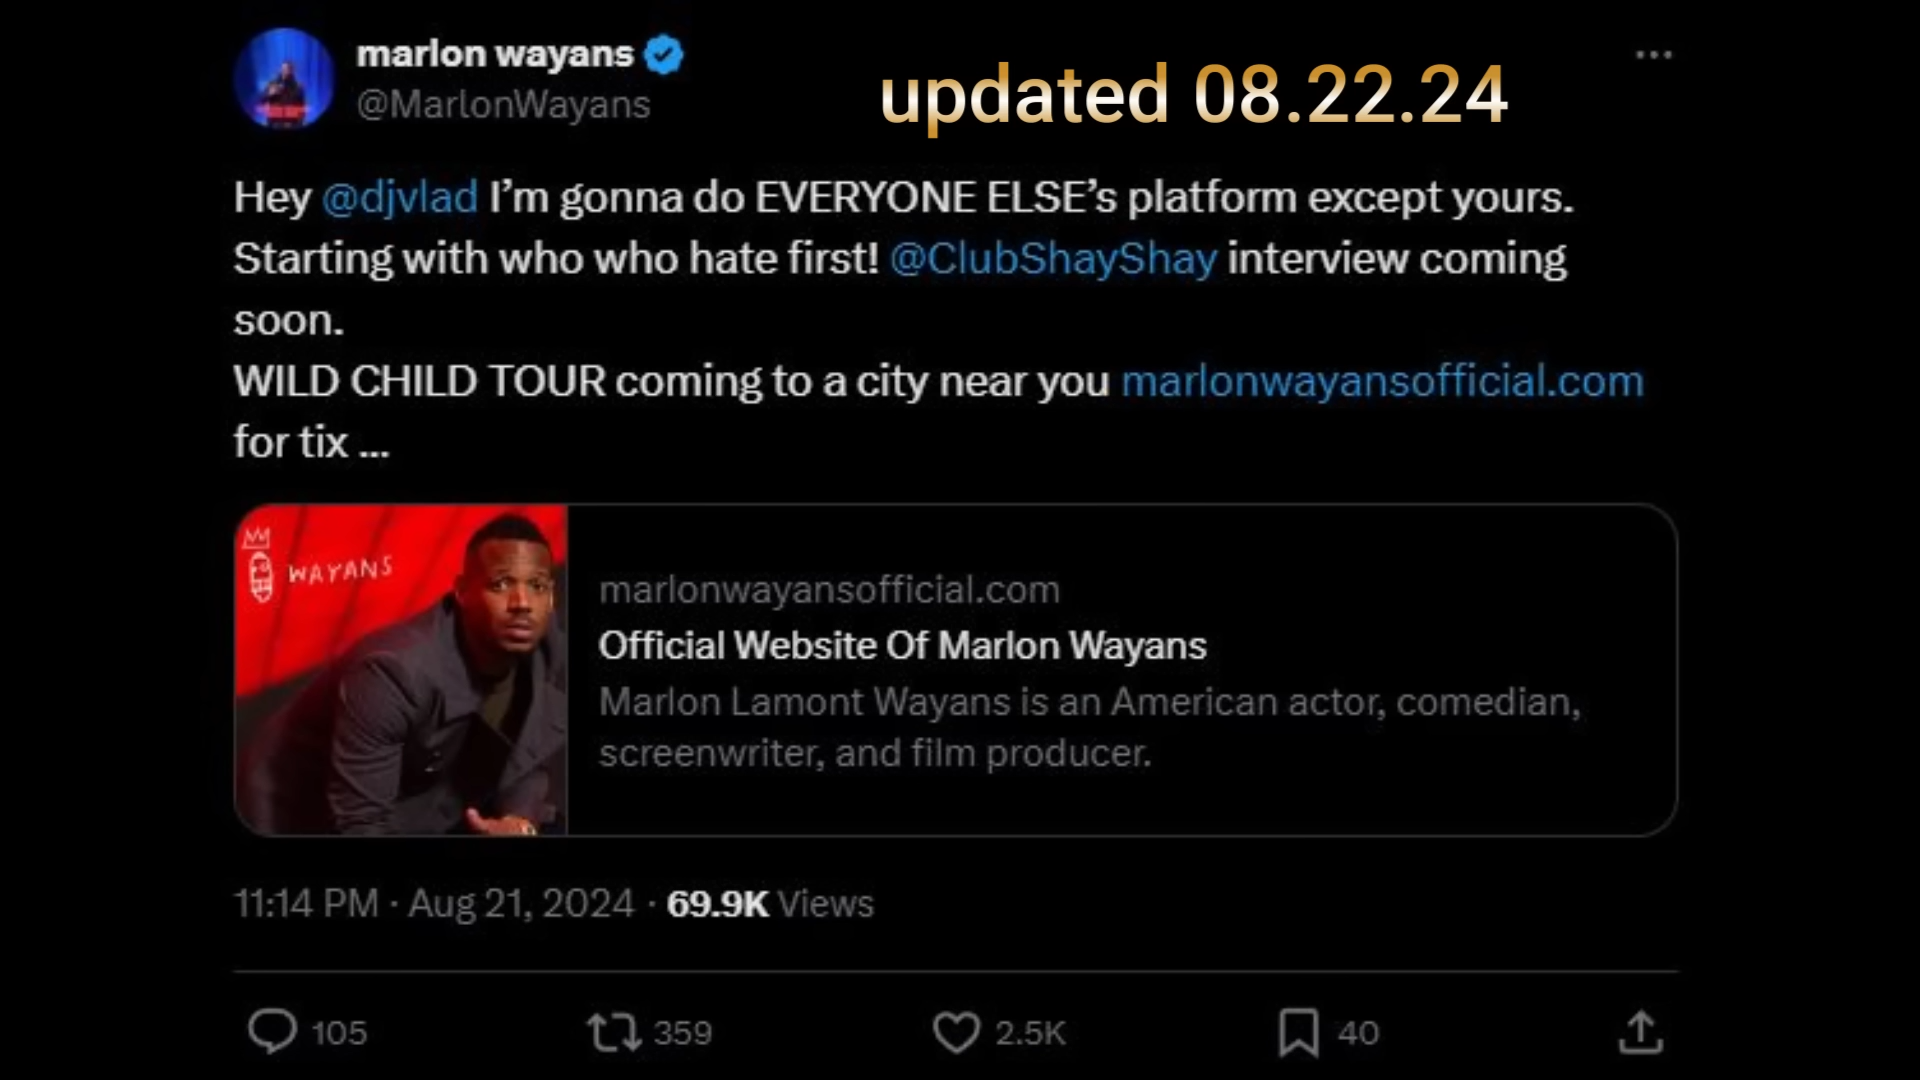 marlon wayans
updated 08.22.24
@MarlonWayans
Hey @djvlad I’m gonna do EVERYONE ELSE’s platform except yours.
Starting with who who hate first! @ClubShayShay interview coming
soon.
WILD CHILD TOUR coming to a city near you marlonwayansofficial.com
for tix ...
WAYANS
marlonwayansofficial.com
Official Website Of Marlon Wayans
Marlon Lamont Wayans is an American actor, comedian,
screenwriter, and film producer.
11:14 PM · Aug 21, 2024 · 69.9K Views
105 359 2.5K 40